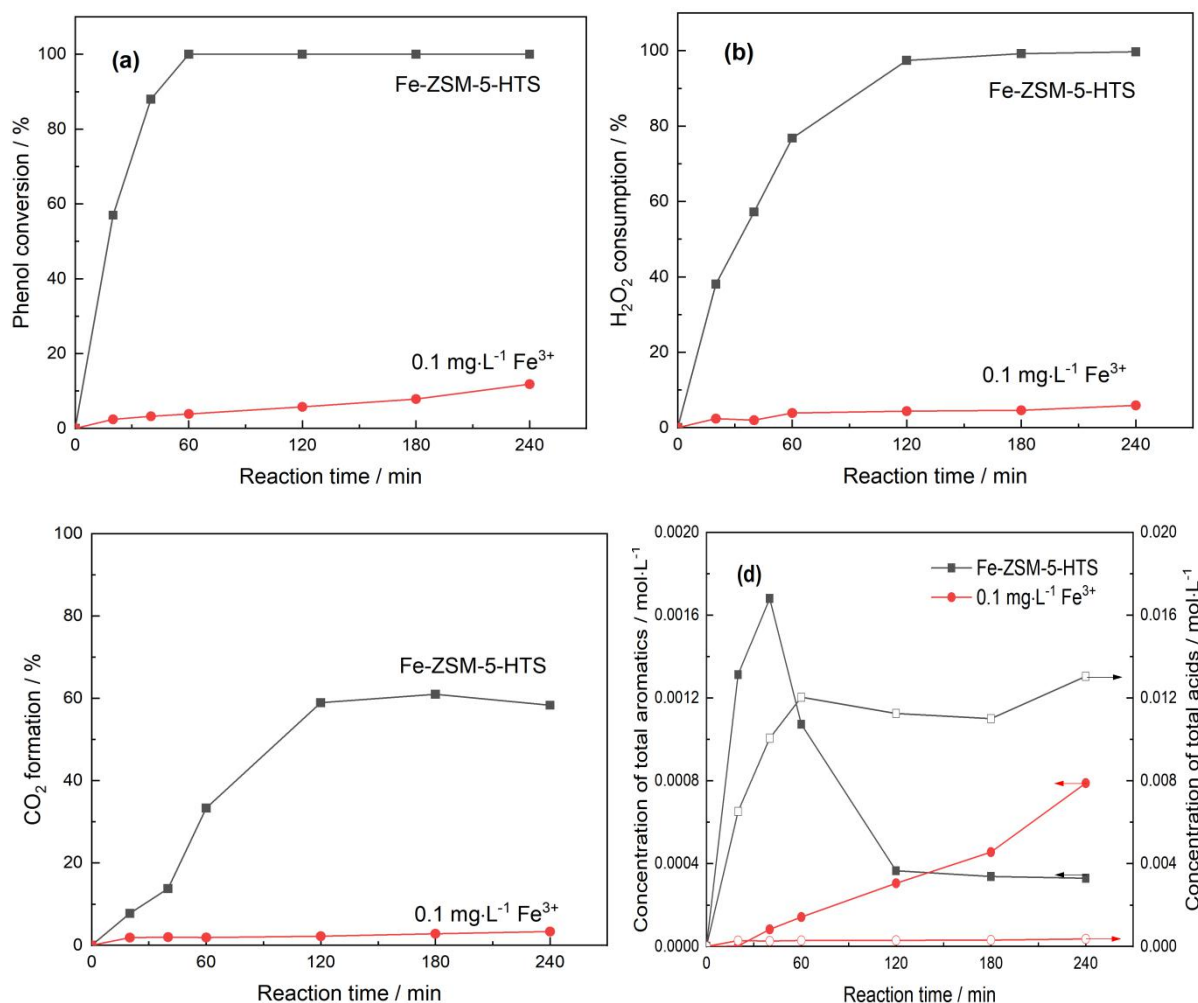 (a)
Phenol conversion / %
100
80
60
40
20
0
Fe-ZSM-5-HTS
0.1 mg·L⁻¹ Fe³⁺
0 60 120 180 240
Reaction time / min
(b)
H₂O₂ consumption / %
100
80
60
40
20
0
Fe-ZSM-5-HTS
0.1 mg·L⁻¹ Fe³⁺
0 60 120 180 240
Reaction time / min
CO₂ formation / %
100
80
60
40
20
0
Fe-ZSM-5-HTS
0.1 mg·L⁻¹ Fe³⁺
0 60 120 180 240
Reaction time / min
(d)
Concentration of total aromatics / mol·L⁻¹
0.0020
0.0016
0.0012
0.0008
0.0004
0.0000
Fe-ZSM-5-HTS
0.1 mg·L⁻¹ Fe³⁺
0.020
0.016
0.012
0.008
0.004
0.000
Concentration of total acids / mol·L⁻¹
0 60 120 180 240
Reaction time / min